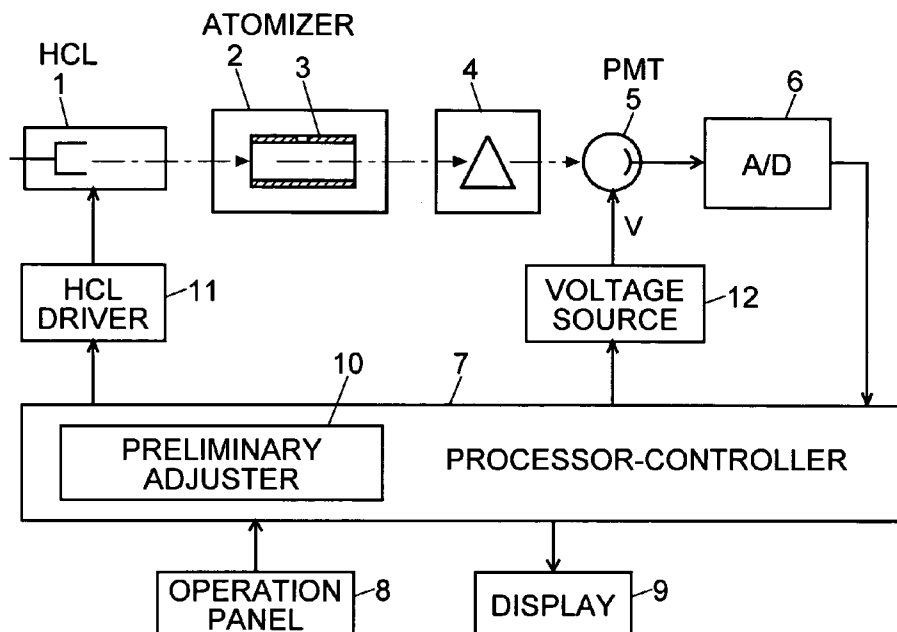 ATOMIZER
HCL
PMT
1
2
3
4
5
6
A/D
V
HCL
DRIVER
11
VOLTAGE
SOURCE
12
10
7
PRELIMINARY
ADJUSTER
PROCESSOR-CONTROLLER
OPERATION
PANEL
8
DISPLAY
9